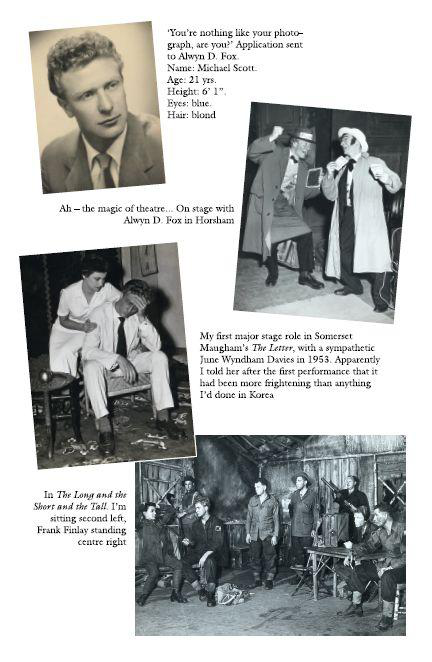 ‘You’re nothing like your photo-
graph, are you?’ Application sent
to Alwyn D. Fox.
Name: Michael Scott.
Age: 21 yrs.
Height: 6’ 1”.
Eyes: blue.
Hair: blond
Ah – the magic of theatre... On stage with
Alwyn D. Fox in Horsham
My first major stage role in Somerset
Maugham’s The Letter, with a sympathetic
June Wyndham Davies in 1953. Apparently
I told her after the first performance that it
had been more frightening than anything
I’d done in Korea
In The Long and the
Short and the Tall. I’m
sitting second left,
Frank Finlay standing
centre right